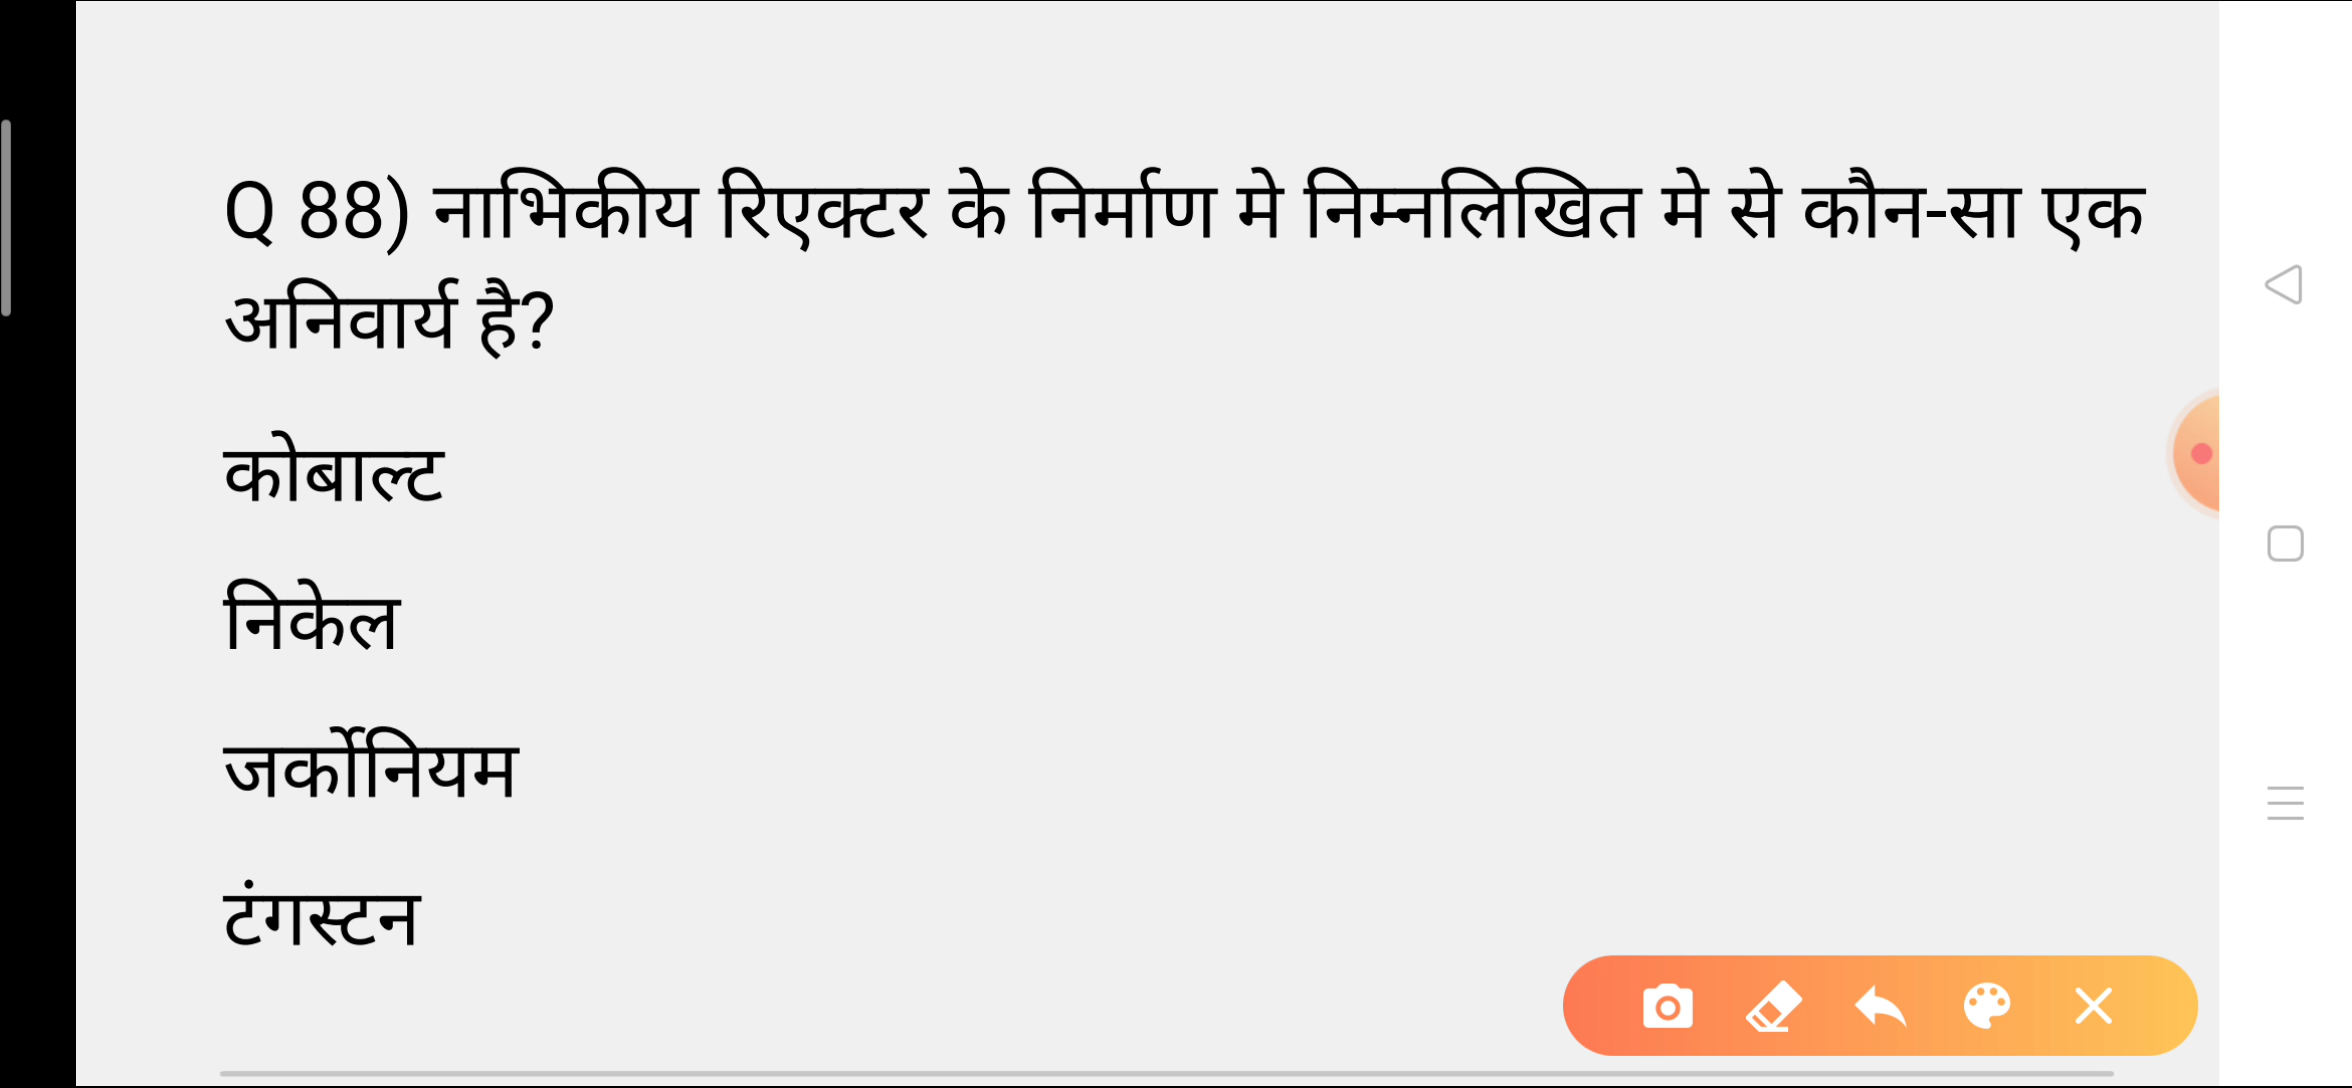 Q 88) नाभिकीय रिएक्टर के निर्माण मे निम्नलिखित मे से कौन-सा एक
अनिवार्य है?
कोबाल्ट
निकेल
जर्कोनियम
टंगस्टन